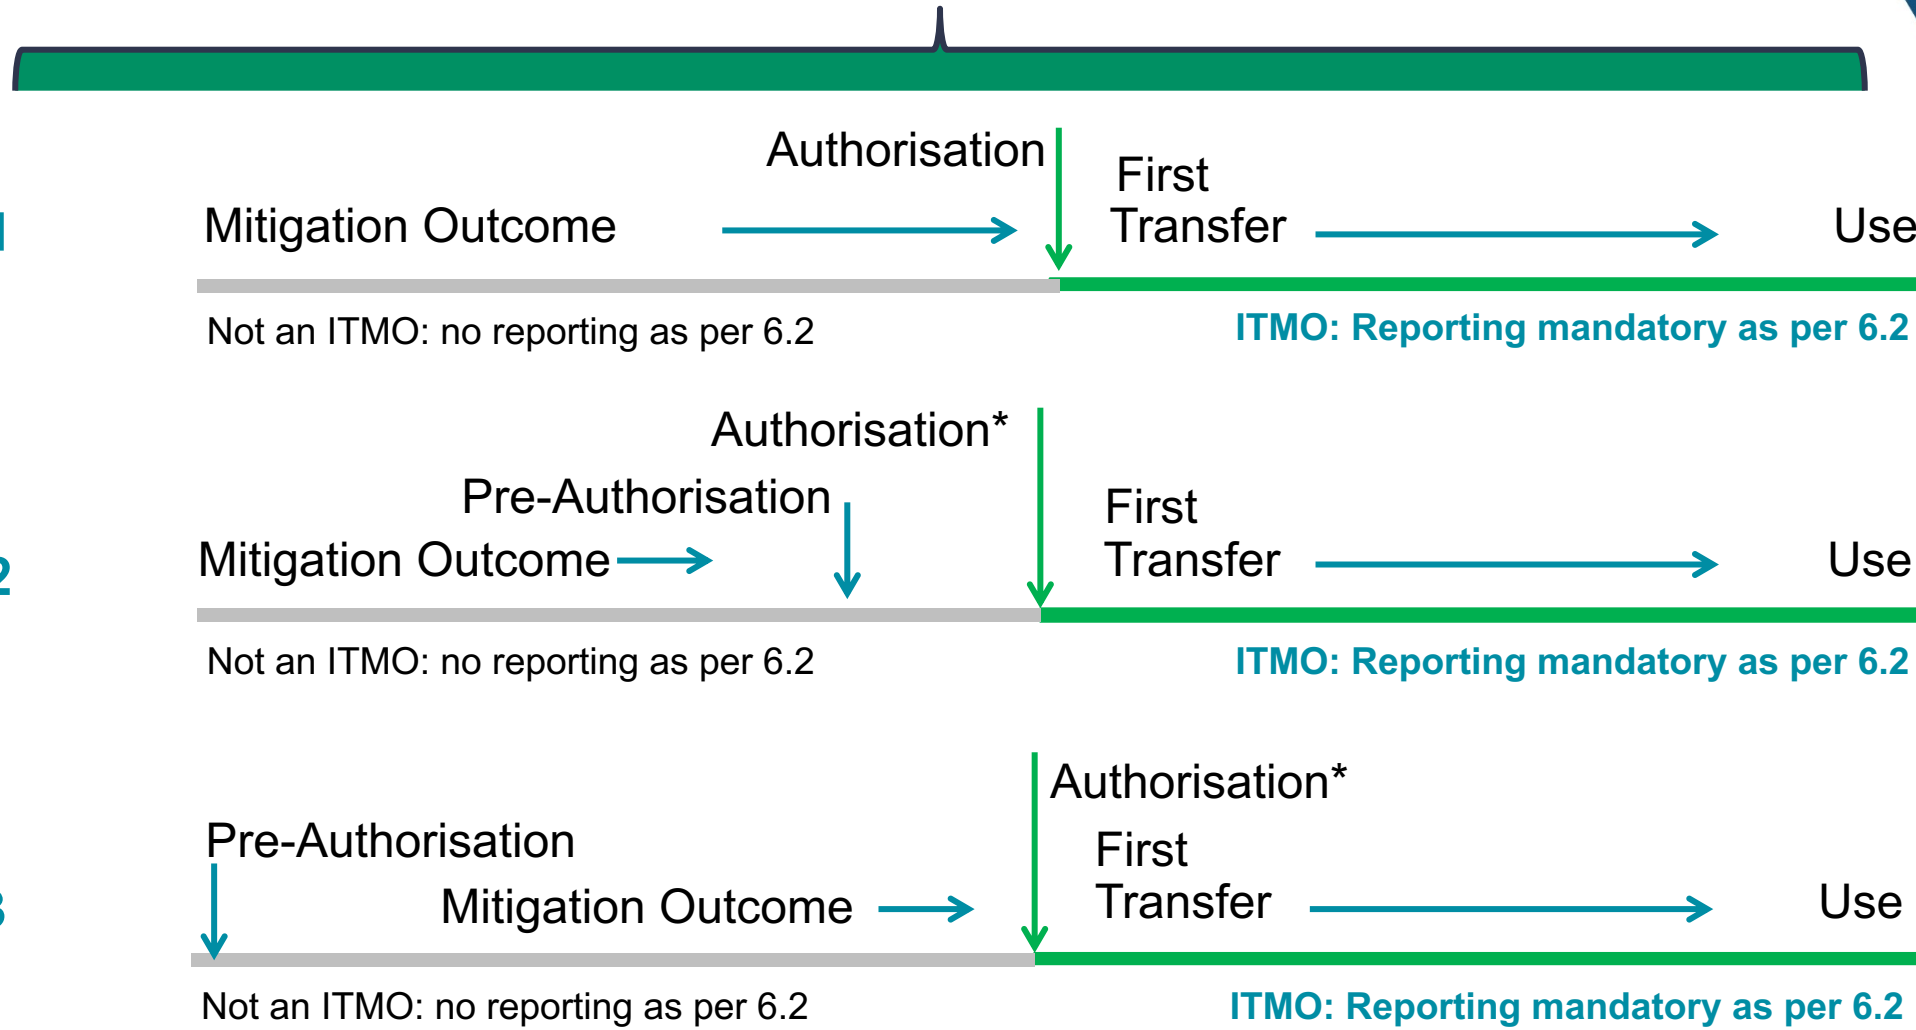 Authorisation
First
1 Mitigation Outcome Transfer Use
Not an ITMO: no reporting as per 6.2 ITMO: Reporting mandatory as per 6.2
Authorisation*
Pre-Authorisation First
2 Mitigation Outcome Transfer Use
Not an ITMO: no reporting as per 6.2 ITMO: Reporting mandatory as per 6.2
Authorisation*
Pre-Authorisation First
3 Mitigation Outcome Transfer Use
Not an ITMO: no reporting as per 6.2 ITMO: Reporting mandatory as per 6.2